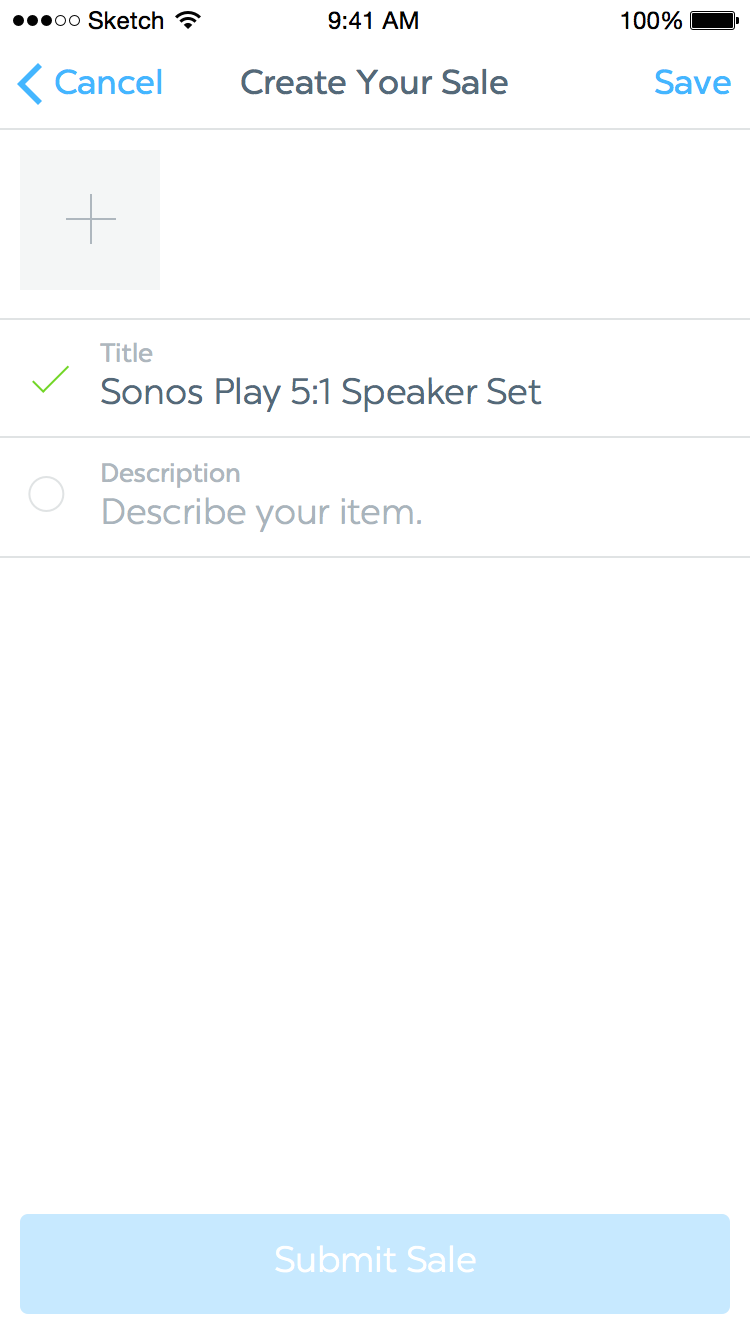 Sketch 9:41 AM 100%
Cancel Create Your Sale Save
Title
Sonos Play 5:1 Speaker Set
Description
Describe your item.
Submit Sale